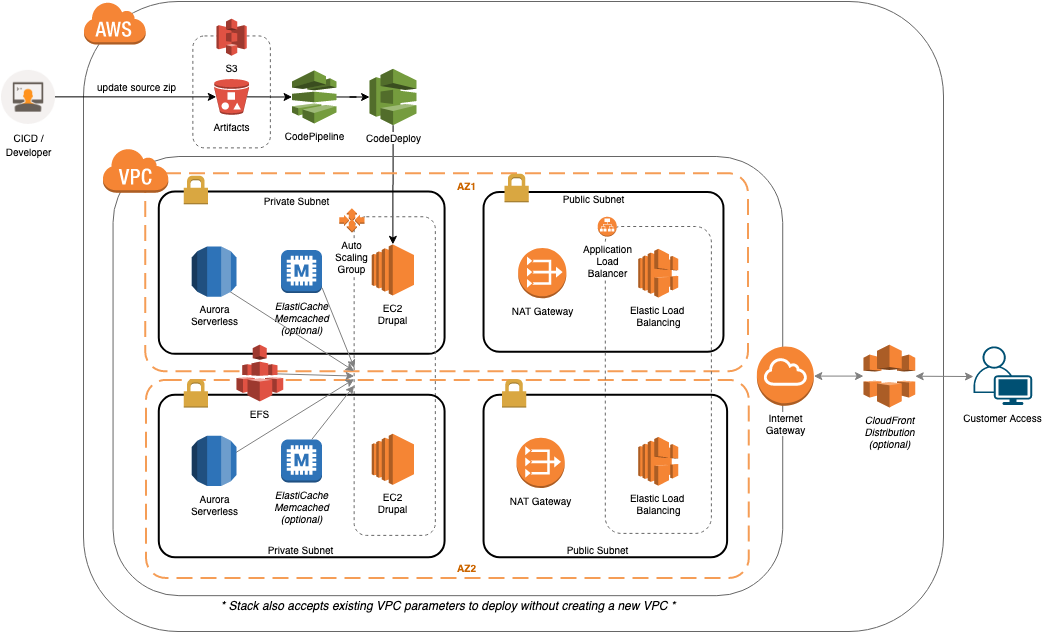 AWS
S3
update source zip
Artifacts
CodePipeline
CodeDeploy
CICD /
Developer
VPC
AZ1
Private Subnet
Public Subnet
Auto
Scaling
Group
Application
Load
Balancer
Aurora
Serverless
M
ElastiCache
Memcached
(optional)
EC2
Drupal
NAT Gateway
Elastic Load
Balancing
EFS
Internet
Gateway
CloudFront
Distribution
(optional)
Customer Access
Aurora
Serverless
M
ElastiCache
Memcached
(optional)
EC2
Drupal
NAT Gateway
Elastic Load
Balancing
Private Subnet
Public Subnet
AZ2
* Stack also accepts existing VPC parameters to deploy without creating a new VPC *